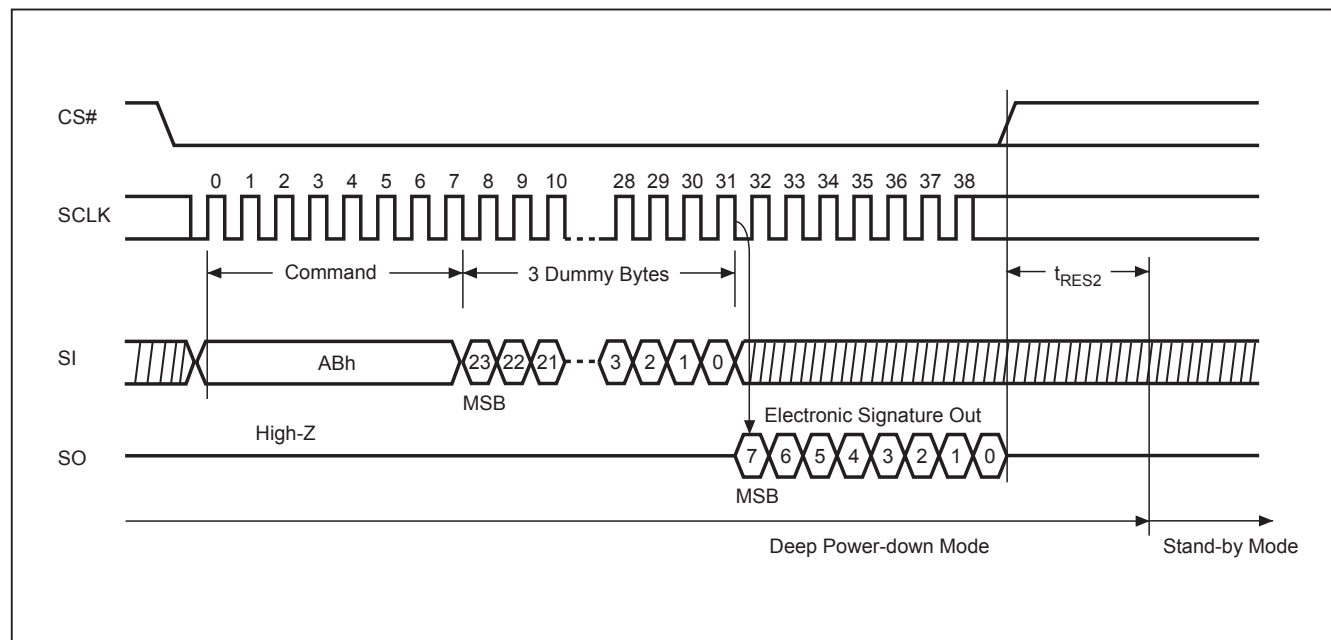 CS#
0 1 2 3 4 5 6 7 8 9 10 28 29 30 31 32 33 34 35 36 37 38
SCLK
Command 3 Dummy Bytes tRES2
SI ABh 23 22 21 3 2 1 0
MSB
High-Z Electronic Signature Out
SO 7 6 5 4 3 2 1 0
MSB
Deep Power-down Mode Stand-by Mode